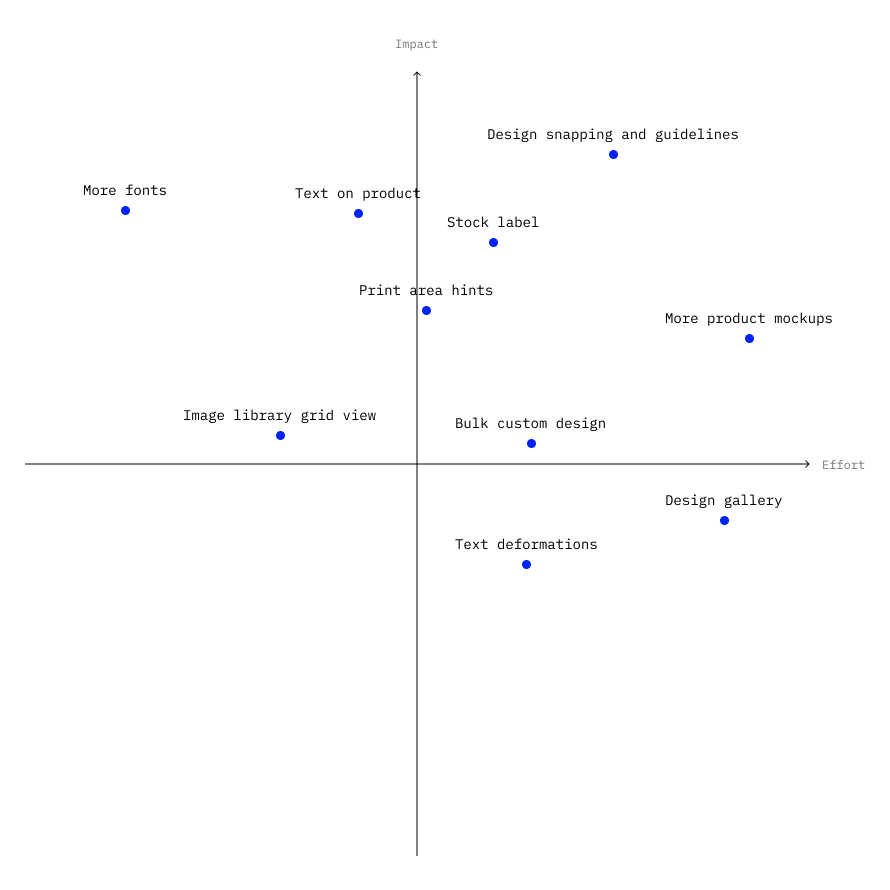 Impact
Design snapping and guidelines
More fonts
Text on product
Stock label
Print area hints
More product mockups
Image library grid view
Bulk custom design
Effort
Design gallery
Text deformations